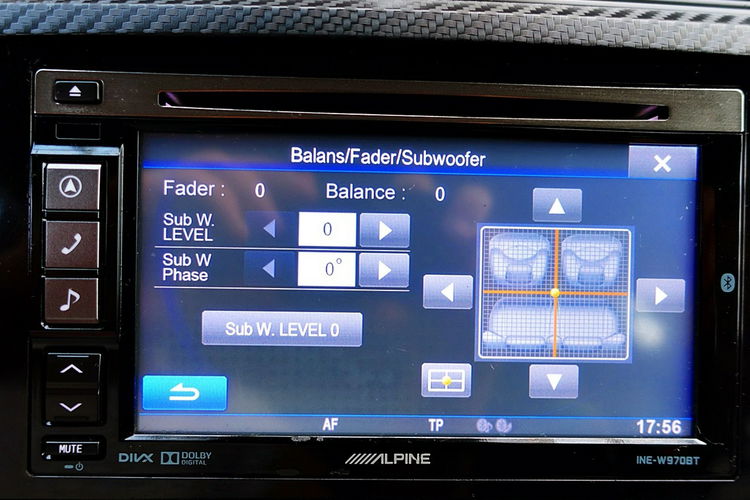 Balans/Fader/Subwoofer
Fader : 0 Balance : 0
Sub W.
LEVEL 0
Sub W
Phase 0°
Sub W. LEVEL 0
AF TP 17:56
MUTE
DIVX DOLBY
DIGITAL
ALPINE
INE-W970BT